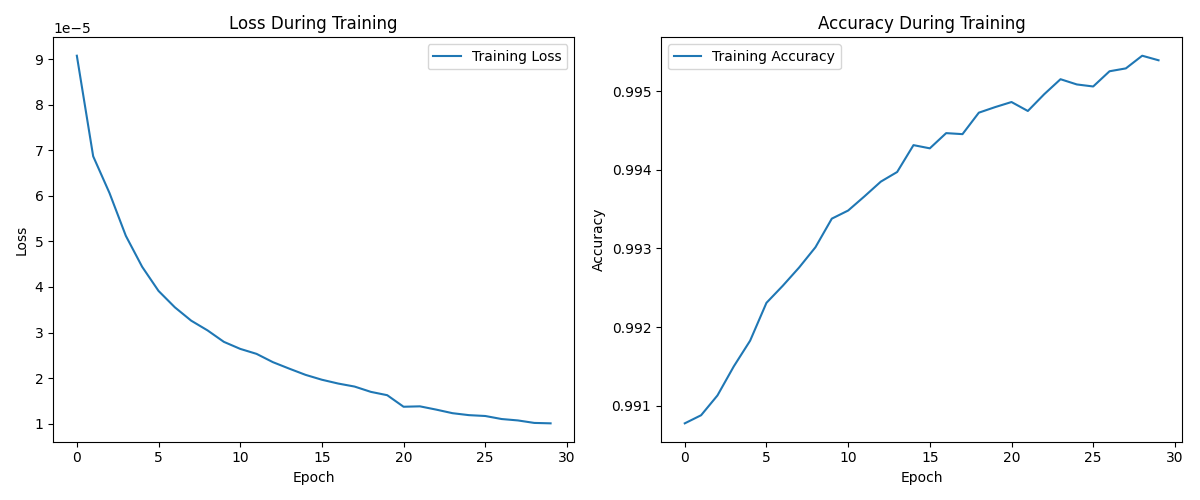 Loss During Training
1e−5
9
8
7
6
5
4
3
2
1
Loss
0 5 10 15 20 25 30
Epoch
Training Loss
Accuracy During Training
Training Accuracy
0.995
0.994
0.993
0.992
0.991
Accuracy
0 5 10 15 20 25 30
Epoch